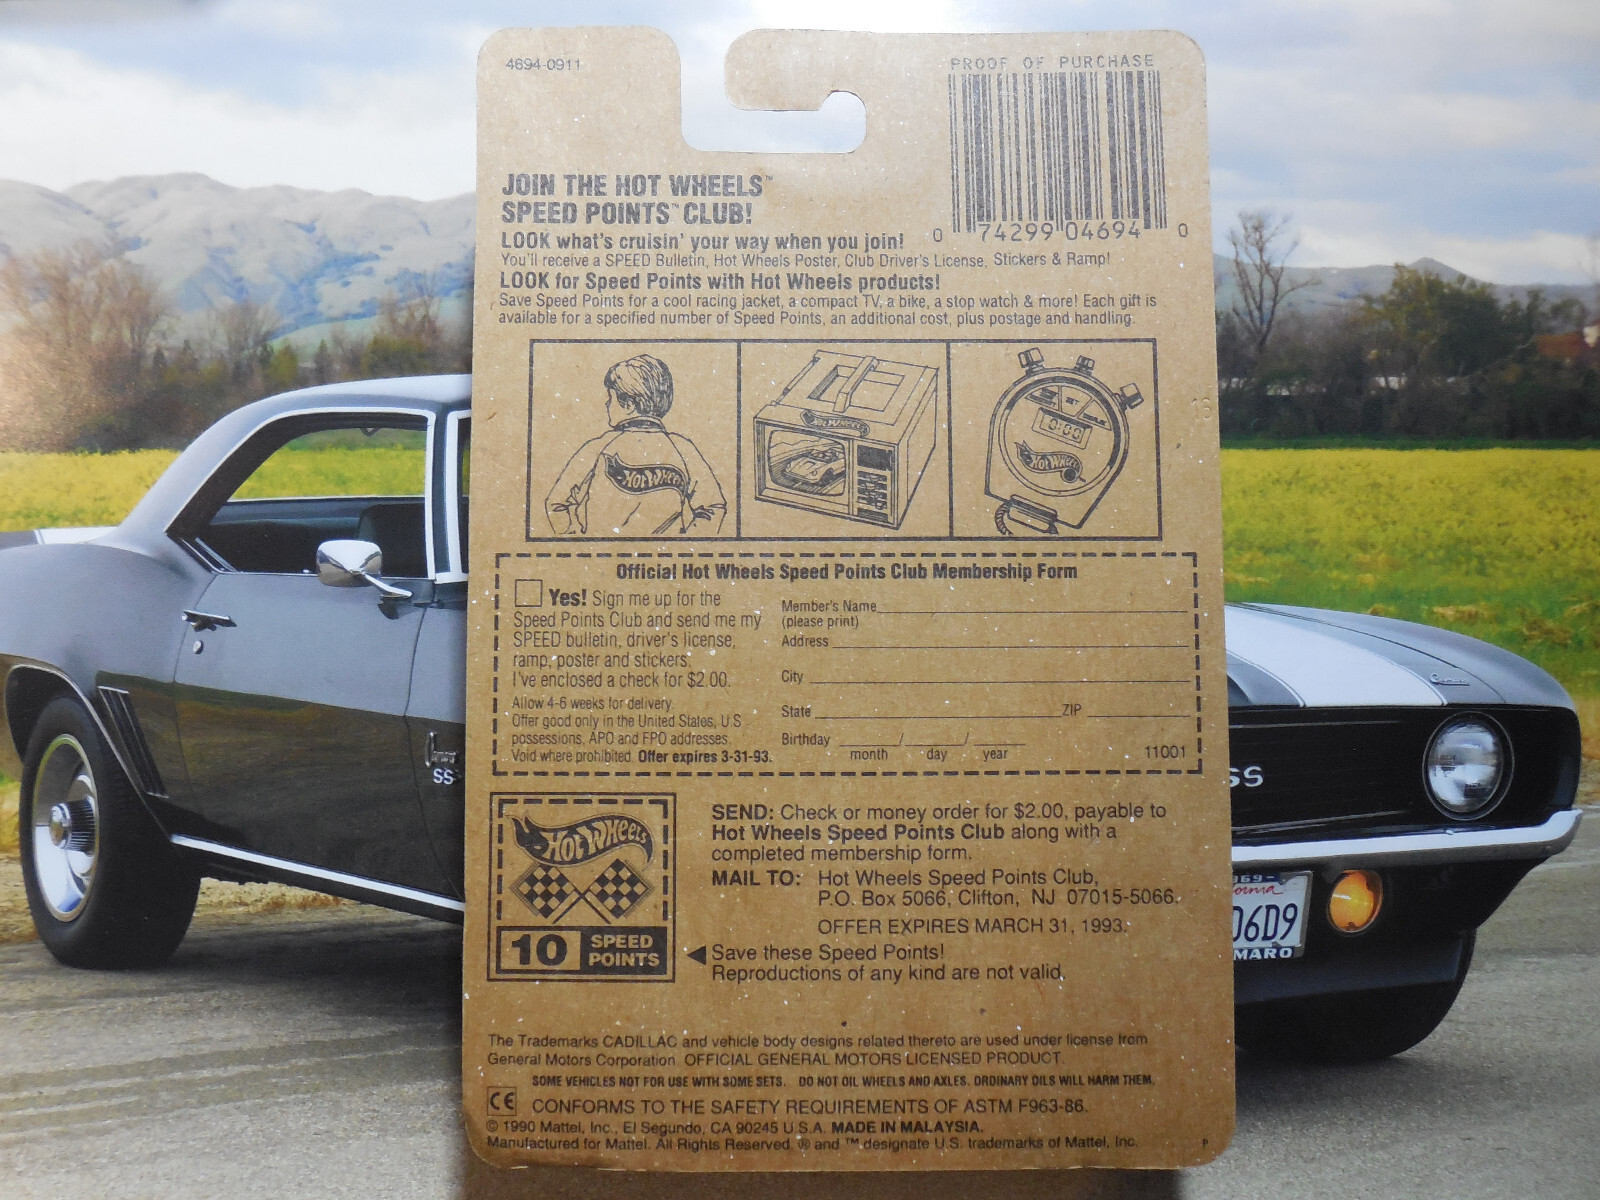 4694-0911
PROOF OF PURCHASE
0 74299 04694 0
JOIN THE HOT WHEELS™
SPEED POINTS™ CLUB!
LOOK what's cruisin' your way when you join!
You'll receive a SPEED Bulletin, Hot Wheels Poster, Club Driver's License, Stickers & Ramp!
LOOK for Speed Points with Hot Wheels products!
Save Speed Points for a cool racing jacket, a compact TV, a bike, a stop watch & more! Each gift is
available for a specified number of Speed Points, an additional cost, plus postage and handling.
HOT WHEELS
HOT WHEELS
0:00
HOT WHEELS
16
Official Hot Wheels Speed Points Club Membership Form
Yes! Sign me up for the
Speed Points Club and send me my
SPEED bulletin, driver's license,
ramp, poster and stickers.
I've enclosed a check for $2.00.
Allow 4-6 weeks for delivery.
Offer good only in the United States, U.S.
possessions, APO and FPO addresses.
Void where prohibited. Offer expires 3-31-93.
Member's Name
(please print)
Address
City
State ZIP
Birthday / /
month day year
11001
HOT WHEELS
10 SPEED
POINTS
SEND: Check or money order for $2.00, payable to
Hot Wheels Speed Points Club along with a
completed membership form.
MAIL TO: Hot Wheels Speed Points Club,
P.O. Box 5066, Clifton, NJ 07015-5066.
OFFER EXPIRES MARCH 31, 1993.
Save these Speed Points!
Reproductions of any kind are not valid.
The Trademarks CADILLAC and vehicle body designs related thereto are used under license from
General Motors Corporation. OFFICIAL GENERAL MOTORS LICENSED PRODUCT.
SOME VEHICLES NOT FOR USE WITH SOME SETS. DO NOT OIL WHEELS AND AXLES. ORDINARY OILS WILL HARM THEM.
CE CONFORMS TO THE SAFETY REQUIREMENTS OF ASTM F963-86.
© 1990 Mattel, Inc., El Segundo, CA 90245 U.S.A. MADE IN MALAYSIA.
Manufactured for Mattel. All Rights Reserved. ® and ™ designate U.S. trademarks of Mattel, Inc.
P
Camaro
SS
Camaro
SS
69-
ornia
06D9
MARO